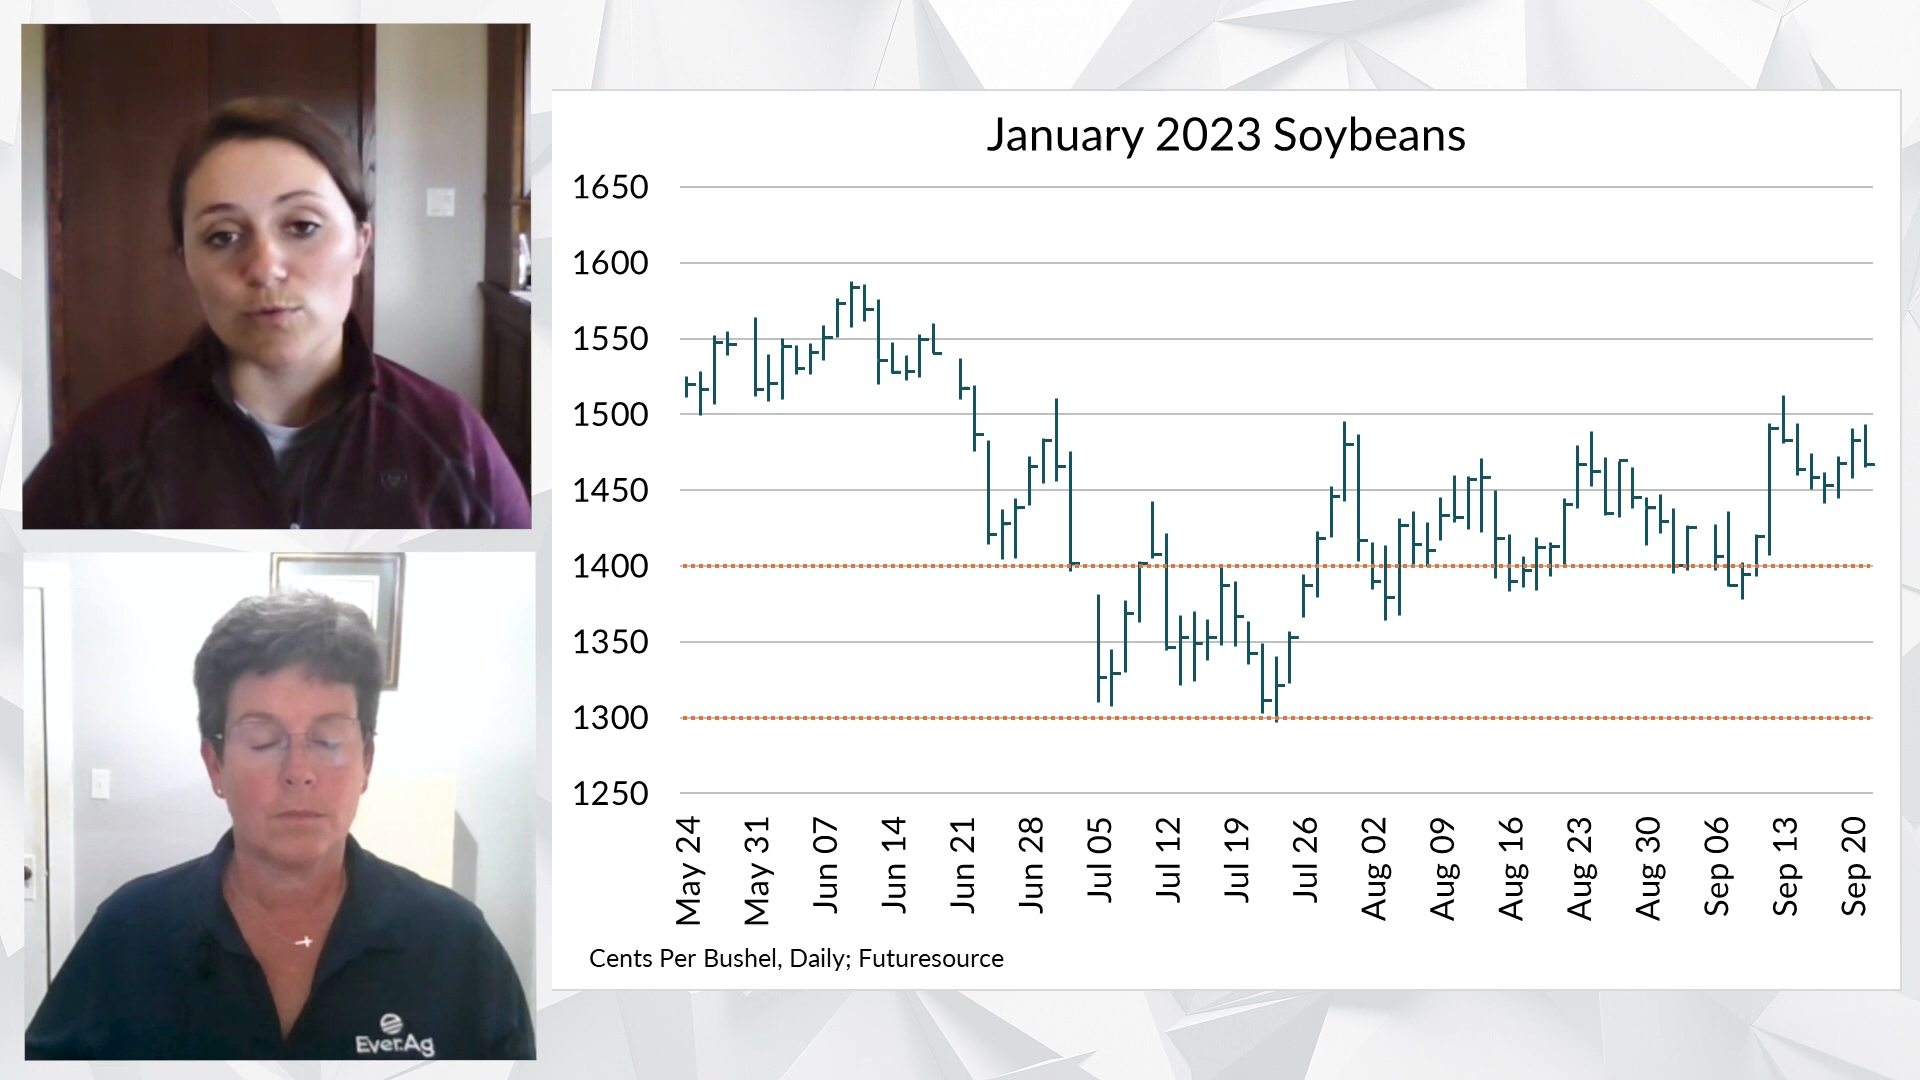 January 2023 Soybeans
1650
1600
1550
1500
1450
1400
1350
1300
1250
May 24
May 31
Jun 07
Jun 14
Jun 21
Jun 28
Jul 05
Jul 12
Jul 19
Jul 26
Aug 02
Aug 09
Aug 16
Aug 23
Aug 30
Sep 06
Sep 13
Sep 20
Cents Per Bushel, Daily; Futuresource
Ever.Ag